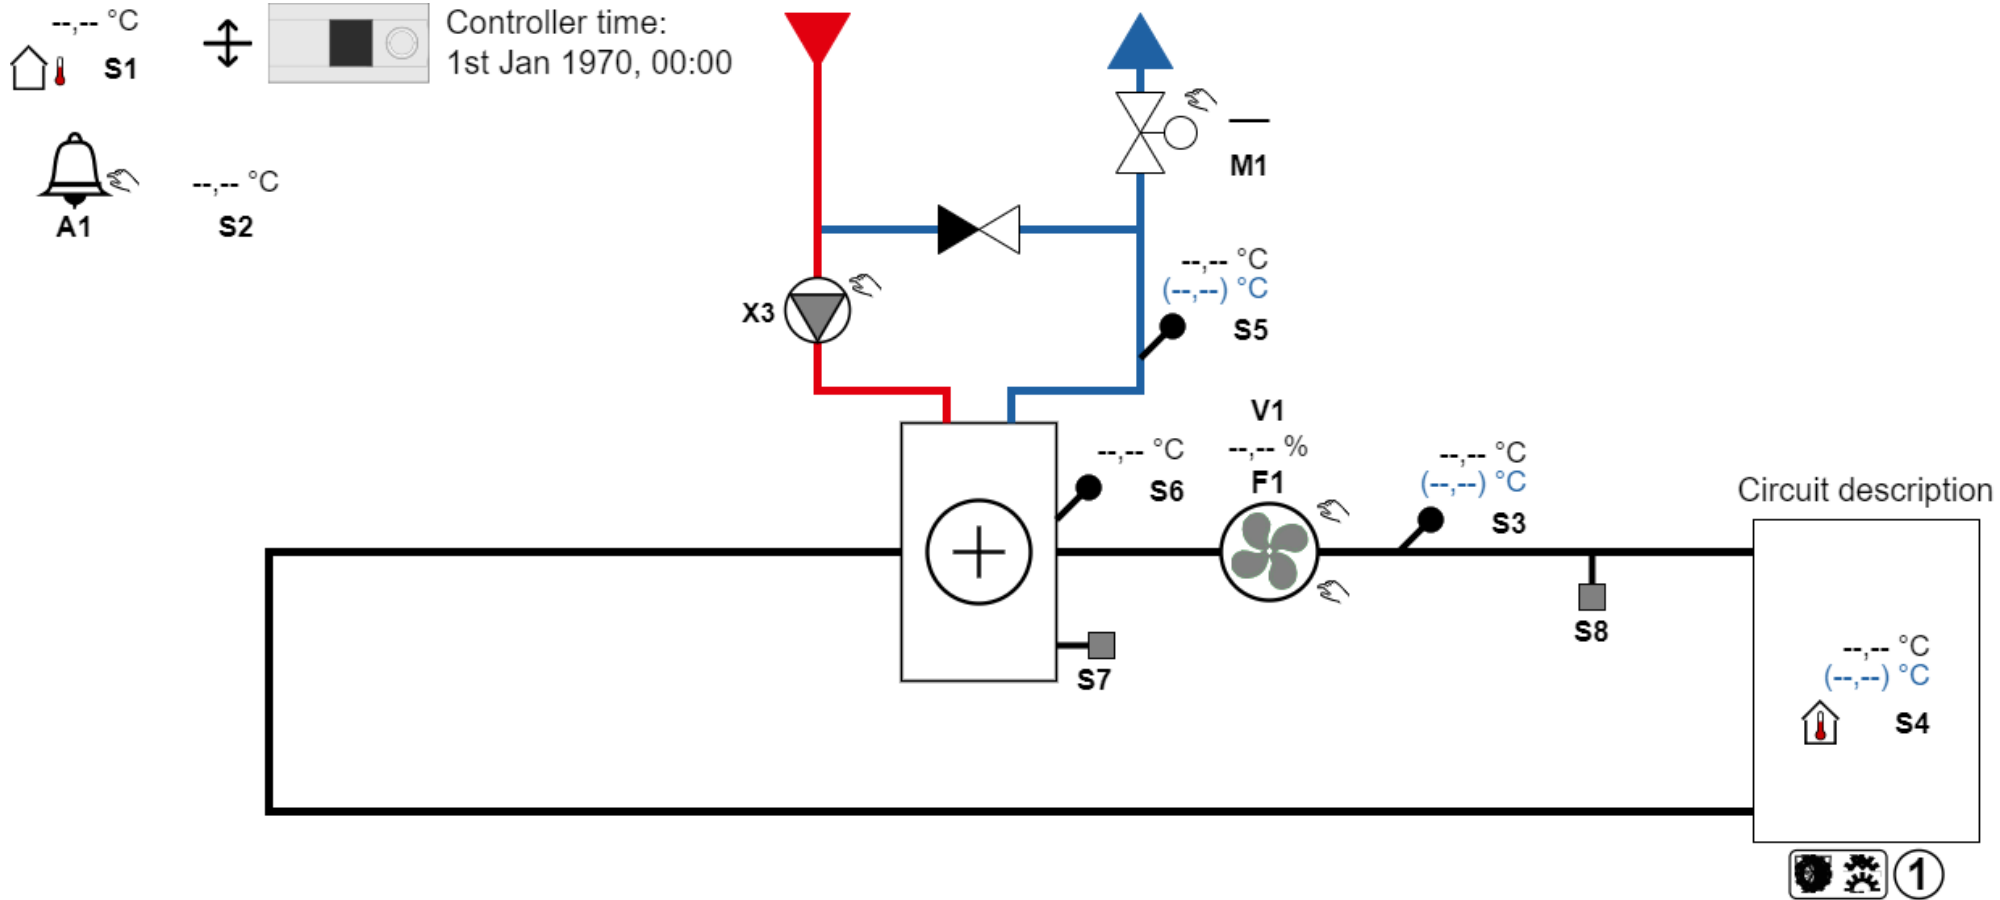 --,-- °C
S1
Controller time:
1st Jan 1970, 00:00
A1
--,-- °C
S2
M1
X3
--,-- °C
(--,--) °C
S5
V1
--,-- %
F1
--,-- °C
S6
--,-- °C
(--,--) °C
S3
Circuit description
S8
S7
--,-- °C
(--,--) °C
S4
1